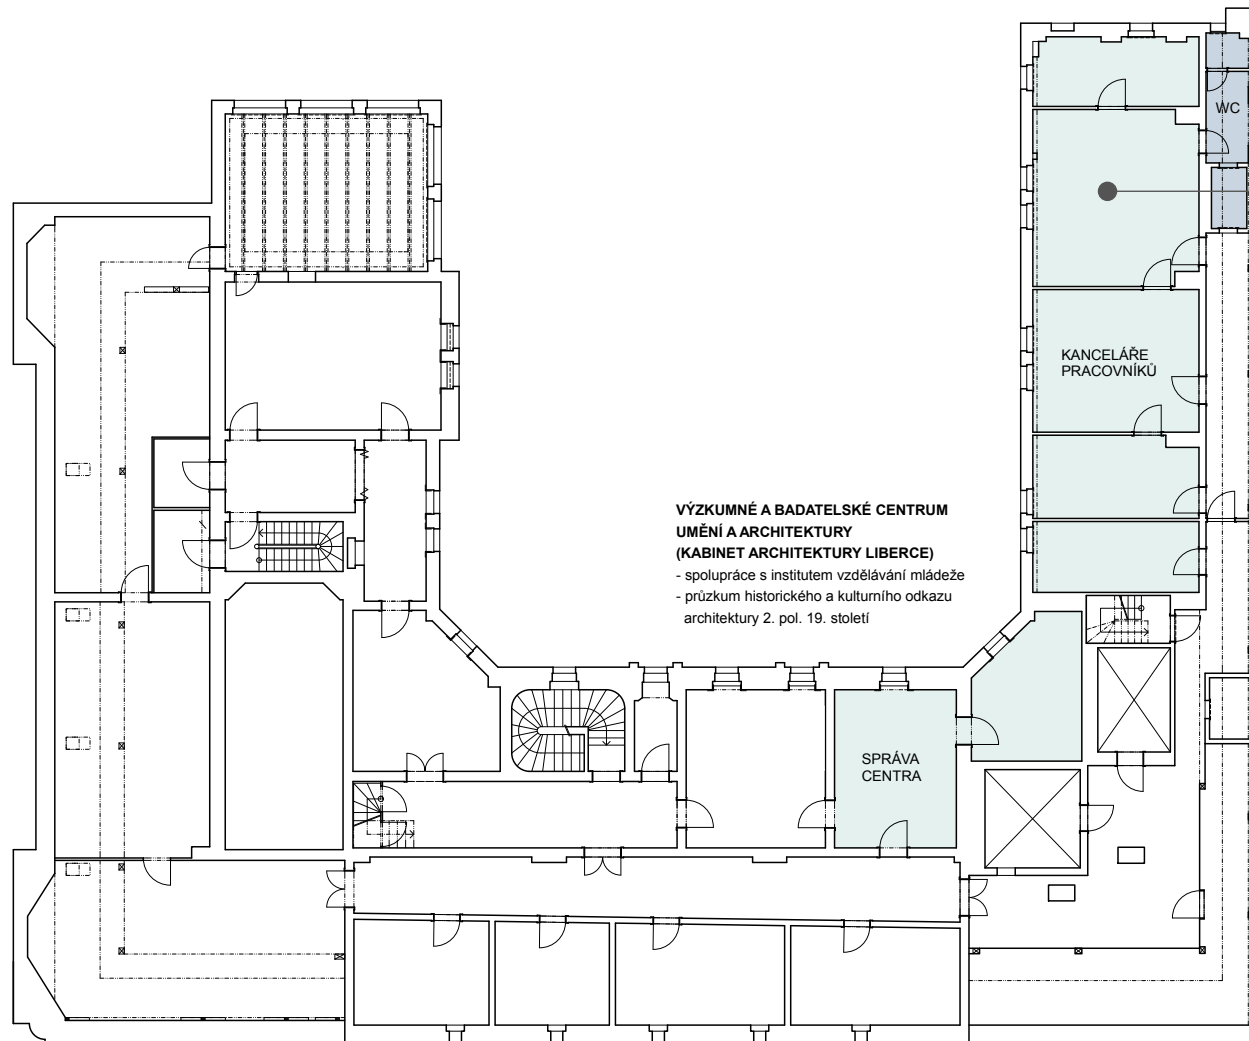 WC
KANCELÁŘE
PRACOVNÍKŮ
VÝZKUMNÉ A BADATELSKÉ CENTRUM
UMĚNÍ A ARCHITEKTURY
(KABINET ARCHITEKTURY LIBERCE)
- spolupráce s institutem vzdělávání mládeže
- průzkum historického a kulturního odkazu
architektury 2. pol. 19. století
SPRÁVA
CENTRA